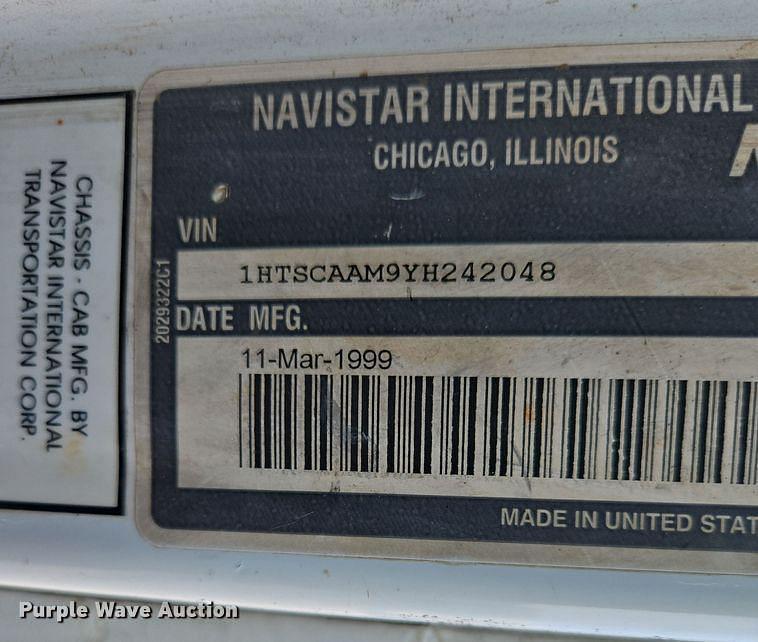 NAVISTAR INTERNATIONAL
CHICAGO, ILLINOIS
VIN
1HTSCAAM9YH242048
DATE MFG.
11-Mar-1999
MADE IN UNITED STAT
2029322C1
CHASSIS - CAB MFG. BY
NAVISTAR INTERNATIONAL
TRANSPORTATION CORP.
Purple Wave Auction